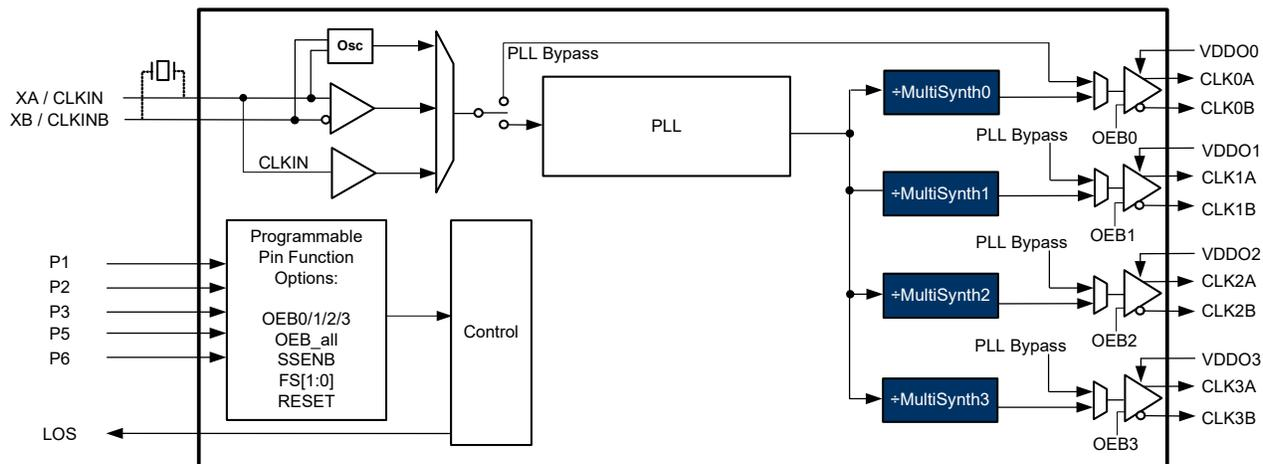 Osc
PLL Bypass
VDDO0
XA / CLKIN
÷MultiSynth0
CLK0A
XB / CLKINB
PLL
CLK0B
OEB0
PLL Bypass
CLKIN
VDDO1
÷MultiSynth1
CLK1A
CLK1B
OEB1
Programmable
Pin Function
Options:
PLL Bypass
P1
VDDO2
P2
÷MultiSynth2
CLK2A
P3
OEB0/1/2/3
CLK2B
P5
OEB_all
Control
OEB2
P6
SSENB
PLL Bypass
FS[1:0]
VDDO3
RESET
÷MultiSynth3
CLK3A
CLK3B
LOS
OEB3